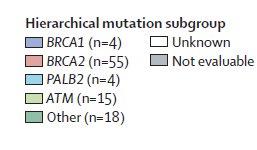 Hierarchical mutation subgroup
BRCA1 (n=4)
BRCA2 (n=55)
PALB2 (n=4)
ATM (n=15)
Other (n=18)
Unknown
Not evaluable